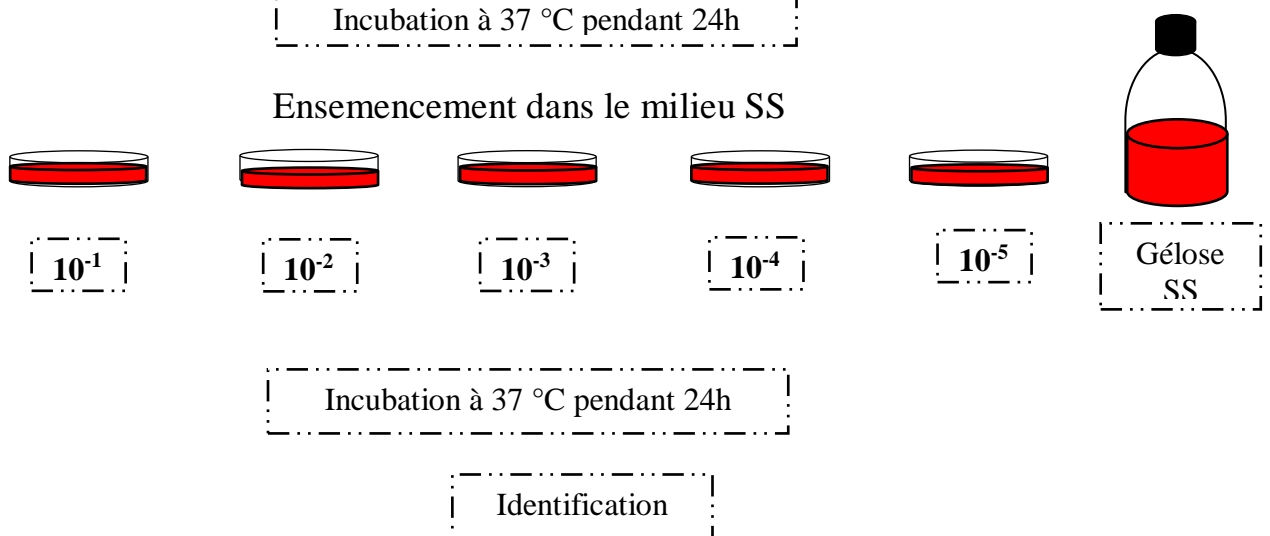 Incubation à 37 °C pendant 24h
Ensemencement dans le milieu SS
10⁻¹ 10⁻² 10⁻³ 10⁻⁴ 10⁻⁵
Gélose
SS
Incubation à 37 °C pendant 24h
Identification